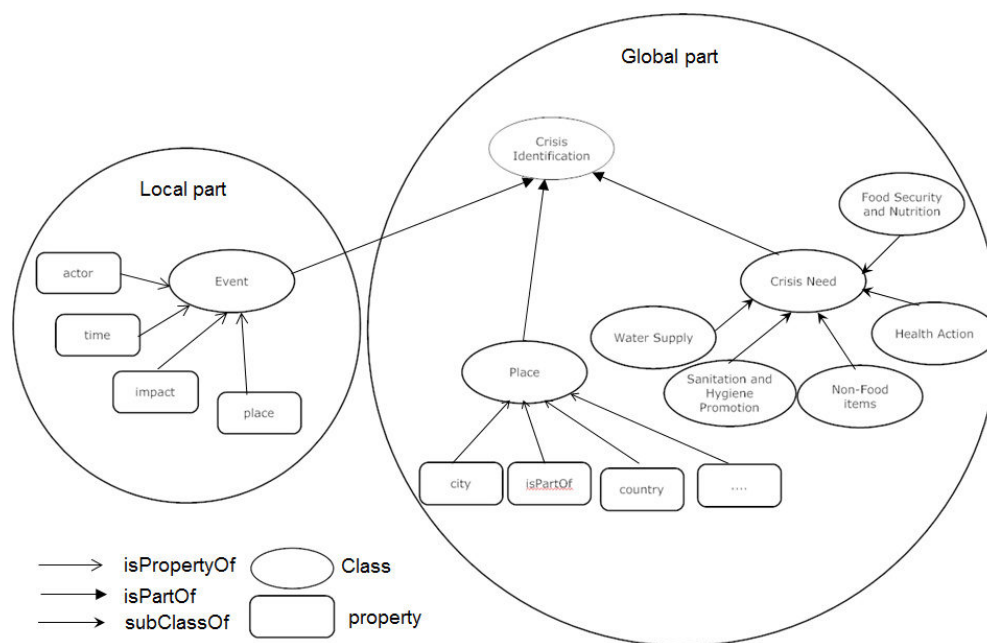 Global part
Crisis
Identification
Local part
Food Security
and Nutrition
actor
Event
Crisis Need
time
Water Supply
Health Action
impact
Place
Sanitation and
Hygiene
Promotion
Non-Food
items
place
city
isPartOf
country
....
isPropertyOf
Class
isPartOf
subClassOf
property